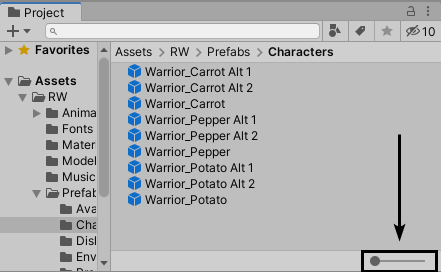 Project
10
Favorites
Assets
RW
Anima
Fonts
Mater
Model
Music
Prefab
Ava
Cha
Dis
Env
Assets > RW > Prefabs > Characters
Warrior_Carrot Alt 1
Warrior_Carrot Alt 2
Warrior_Carrot
Warrior_Pepper Alt 1
Warrior_Pepper Alt 2
Warrior_Pepper
Warrior_Potato Alt 1
Warrior_Potato Alt 2
Warrior_Potato